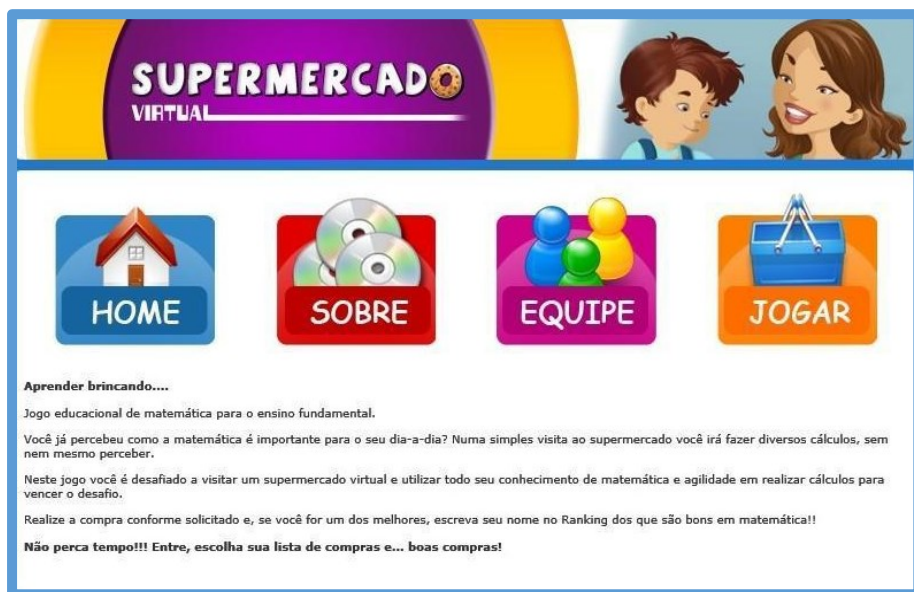 SUPERMERCADO
VIRTUAL
HOME
SOBRE
EQUIPE
JOGAR
Aprender brincando....
Jogo educacional de matemática para o ensino fundamental.
Você já percebeu como a matemática é importante para o seu dia-a-dia? Numa simples visita ao supermercado você irá fazer diversos cálculos, sem
nem mesmo perceber.
Neste jogo você é desafiado a visitar um supermercado virtual e utilizar todo seu conhecimento de matemática e agilidade em realizar cálculos para
vencer o desafio.
Realize a compra conforme solicitado e, se você for um dos melhores, escreva seu nome no Ranking dos que são bons em matemática!!
Não perca tempo!!! Entre, escolha sua lista de compras e... boas compras!